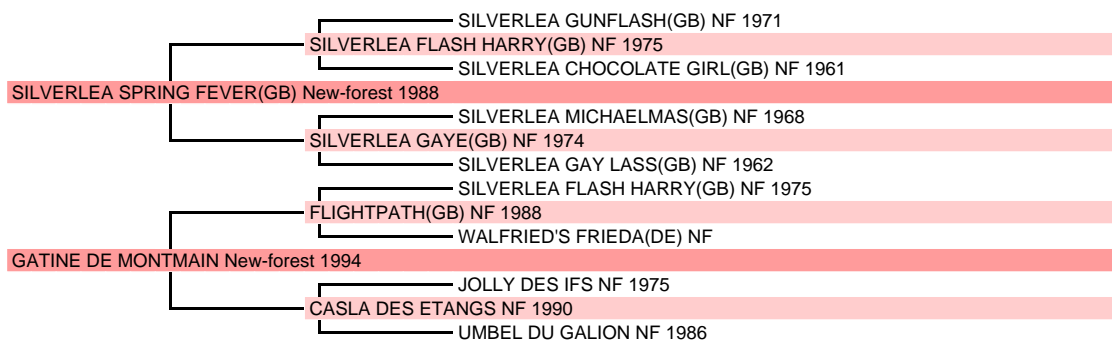 SILVERLEA GUNFLASH(GB) NF 1971
SILVERLEA FLASH HARRY(GB) NF 1975
SILVERLEA CHOCOLATE GIRL(GB) NF 1961
SILVERLEA SPRING FEVER(GB) New-forest 1988
SILVERLEA MICHAELMAS(GB) NF 1968
SILVERLEA GAYE(GB) NF 1974
SILVERLEA GAY LASS(GB) NF 1962
SILVERLEA FLASH HARRY(GB) NF 1975
FLIGHTPATH(GB) NF 1988
WALFRIED'S FRIEDA(DE) NF
GATINE DE MONTMAIN New-forest 1994
JOLLY DES IFS NF 1975
CASLA DES ETANGS NF 1990
UMBEL DU GALION NF 1986